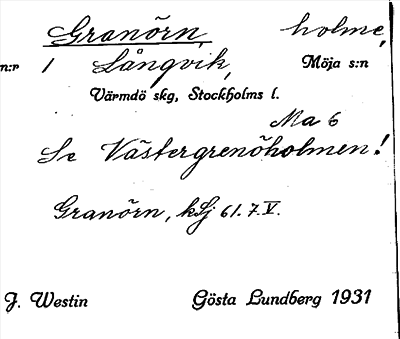 Granörn, holme,
n:r 1 Långvik, Möja s:n
Värmdö skg, Stockholms l.
Ma 6
Se Västergrenöholmen!
Granörn, kSj 61.7.V.
J. Westin Gösta Lundberg 1931